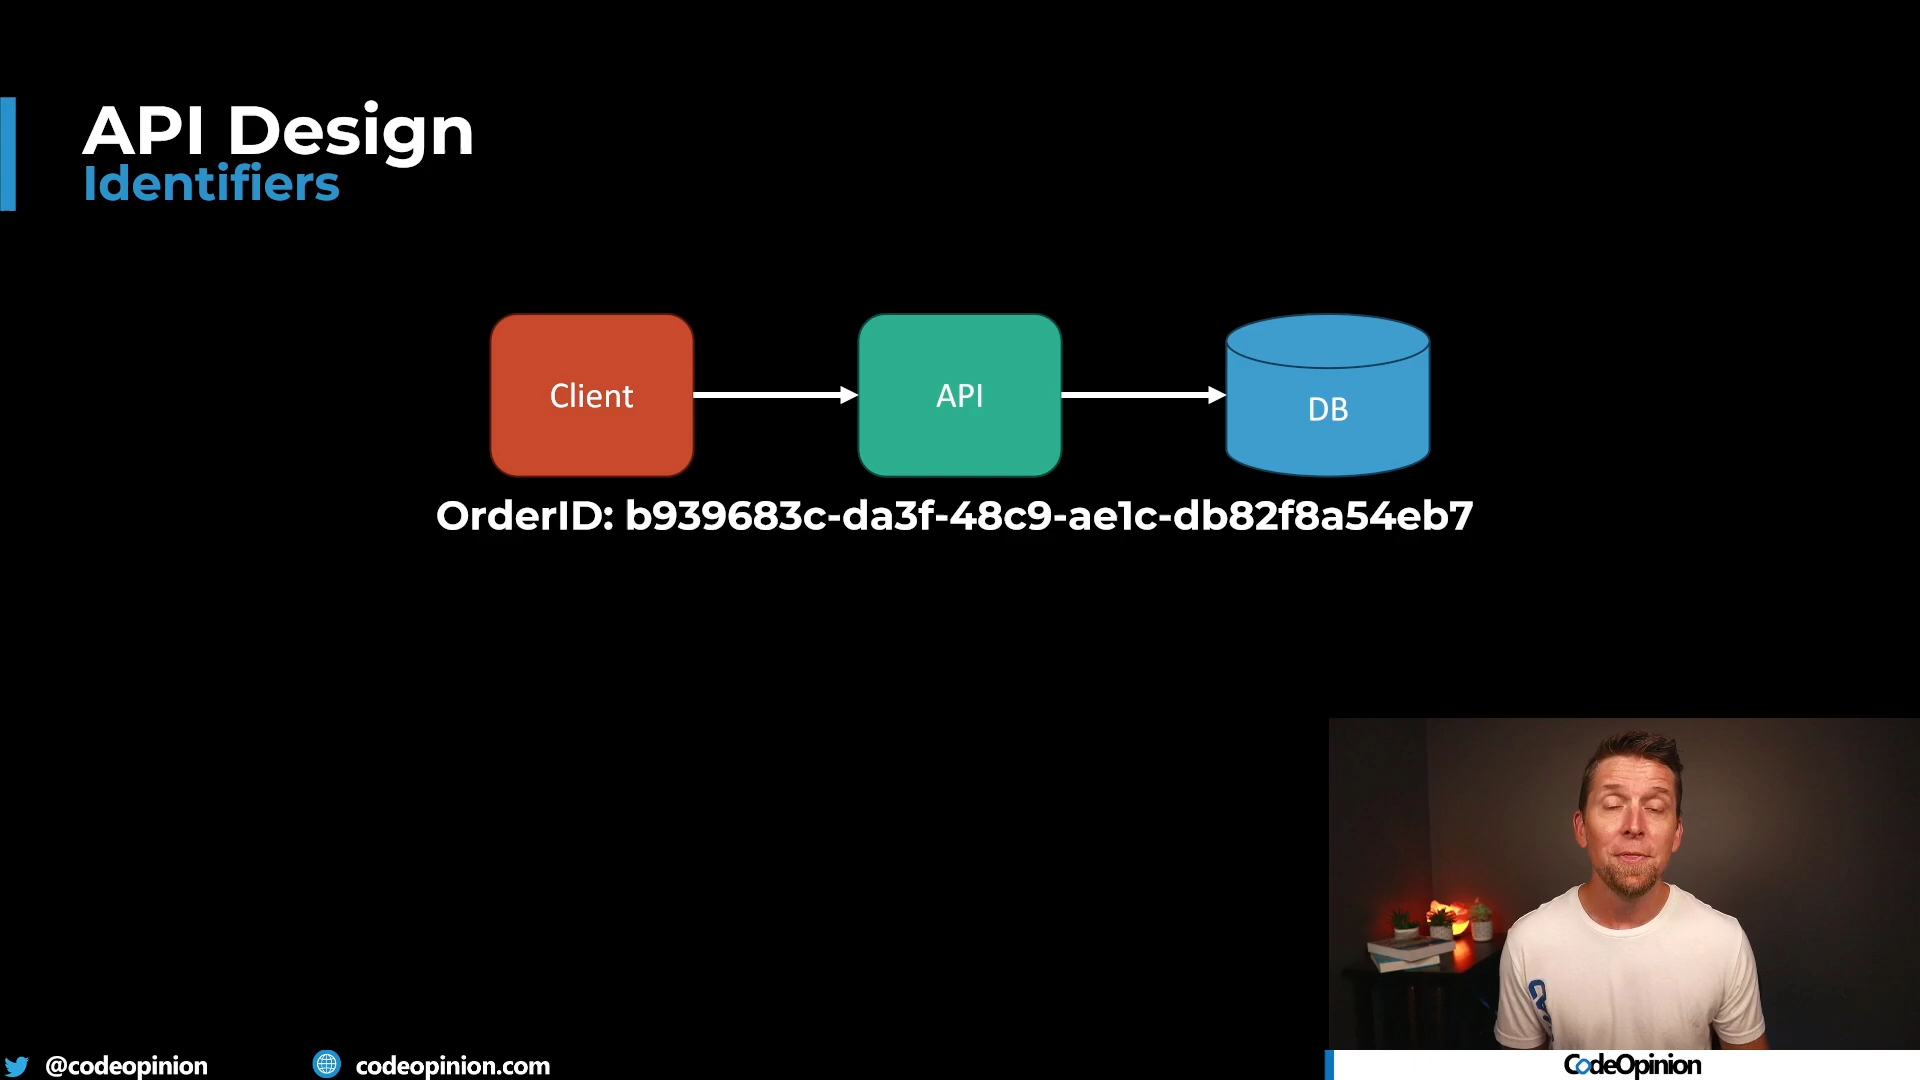 API Design
Identifiers
Client
API
DB
OrderID: b939683c-da3f-48c9-ae1c-db82f8a54eb7
@codeopinion
codeopinion.com
CodeOpinion